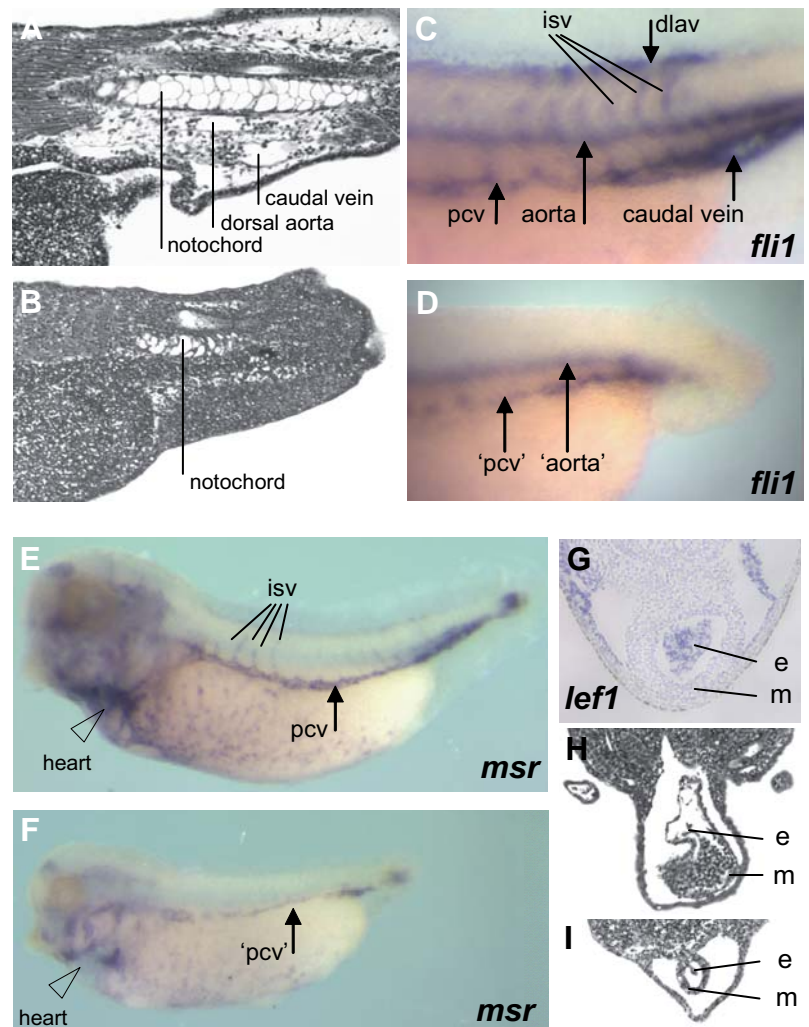 A
caudal vein
dorsal aorta
notochord
B
notochord
C
isv
dlav
pcv
aorta
caudal vein
fli1
D
'pcv'
'aorta'
fli1
E
isv
pcv
heart
msr
F
'pcv'
heart
msr
G
e
m
lef1
H
e
m
I
e
m